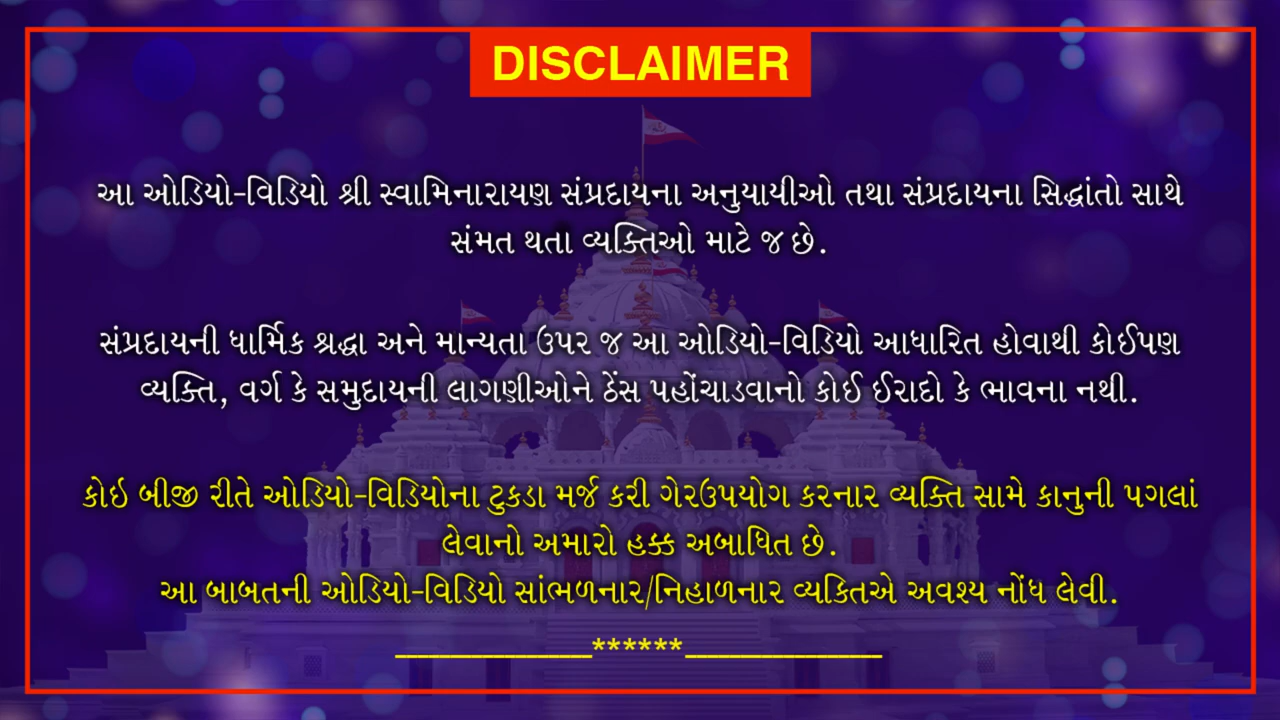 DISCLAIMER
આ ઓડિયો-વિડિયો શ્રી સ્વામિનારાયણ સંપ્રદાયના અનુયાયીઓ તથા સંપ્રદાયના સિદ્ધાંતો સાથે
સંમત થતા વ્યક્તિઓ માટે જ છે.
સંપ્રદાયની ધાર્મિક શ્રદ્ધા અને માન્યતા ઉપર જ આ ઓડિયો-વિડિયો આધારિત હોવાથી કોઈપણ
વ્યક્તિ, વર્ગ કે સમુદાયની લાગણીઓને ઠેંસ પહોંચાડવાનો કોઈ ઈરાદો કે ભાવના નથી.
કોઇ બીજી રીતે ઓડિયો-વિડિયોના ટુકડા મર્જ કરી ગેરઉપયોગ કરનાર વ્યક્તિ સામે કાનુની પગલાં
લેવાનો અમારો હક્ક અબાધિત છે.
આ બાબતની ઓડિયો-વિડિયો સાંભળનાર/નિહાળનાર વ્યકિતએ અવશ્ય નોંધ લેવી.
______________******______________